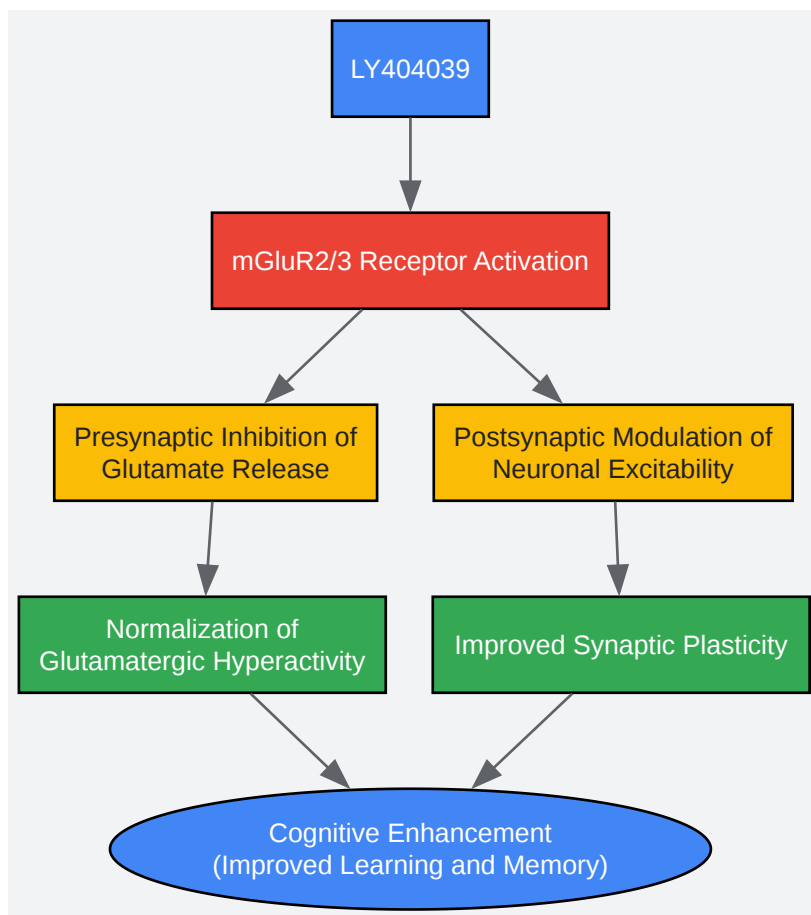 LY404039
mGluR2/3 Receptor Activation
Presynaptic Inhibition of
Glutamate Release
Postsynaptic Modulation of
Neuronal Excitability
Normalization of
Glutamatergic Hyperactivity
Improved Synaptic Plasticity
Cognitive Enhancement
(Improved Learning and Memory)